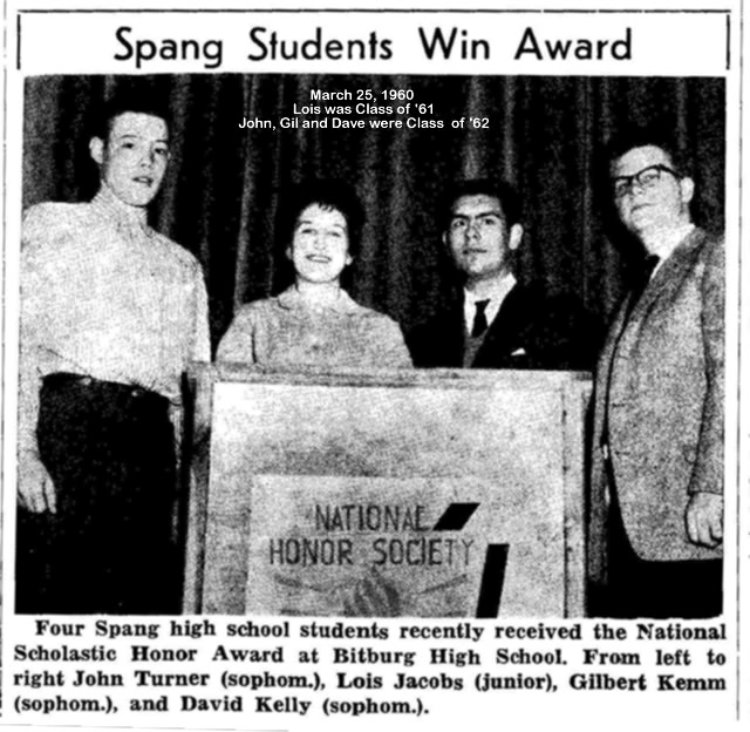 Spang Students Win Award
March 25, 1960
Lois was Class of '61
John, Gil and Dave were Class of '62
NATIONAL
HONOR SOCIETY
Four Spang high school students recently received the National
Scholastic Honor Award at Bitburg High School. From left to
right John Turner (sophom.), Lois Jacobs (junior), Gilbert Kemm
(sophom.), and David Kelly (sophom.).